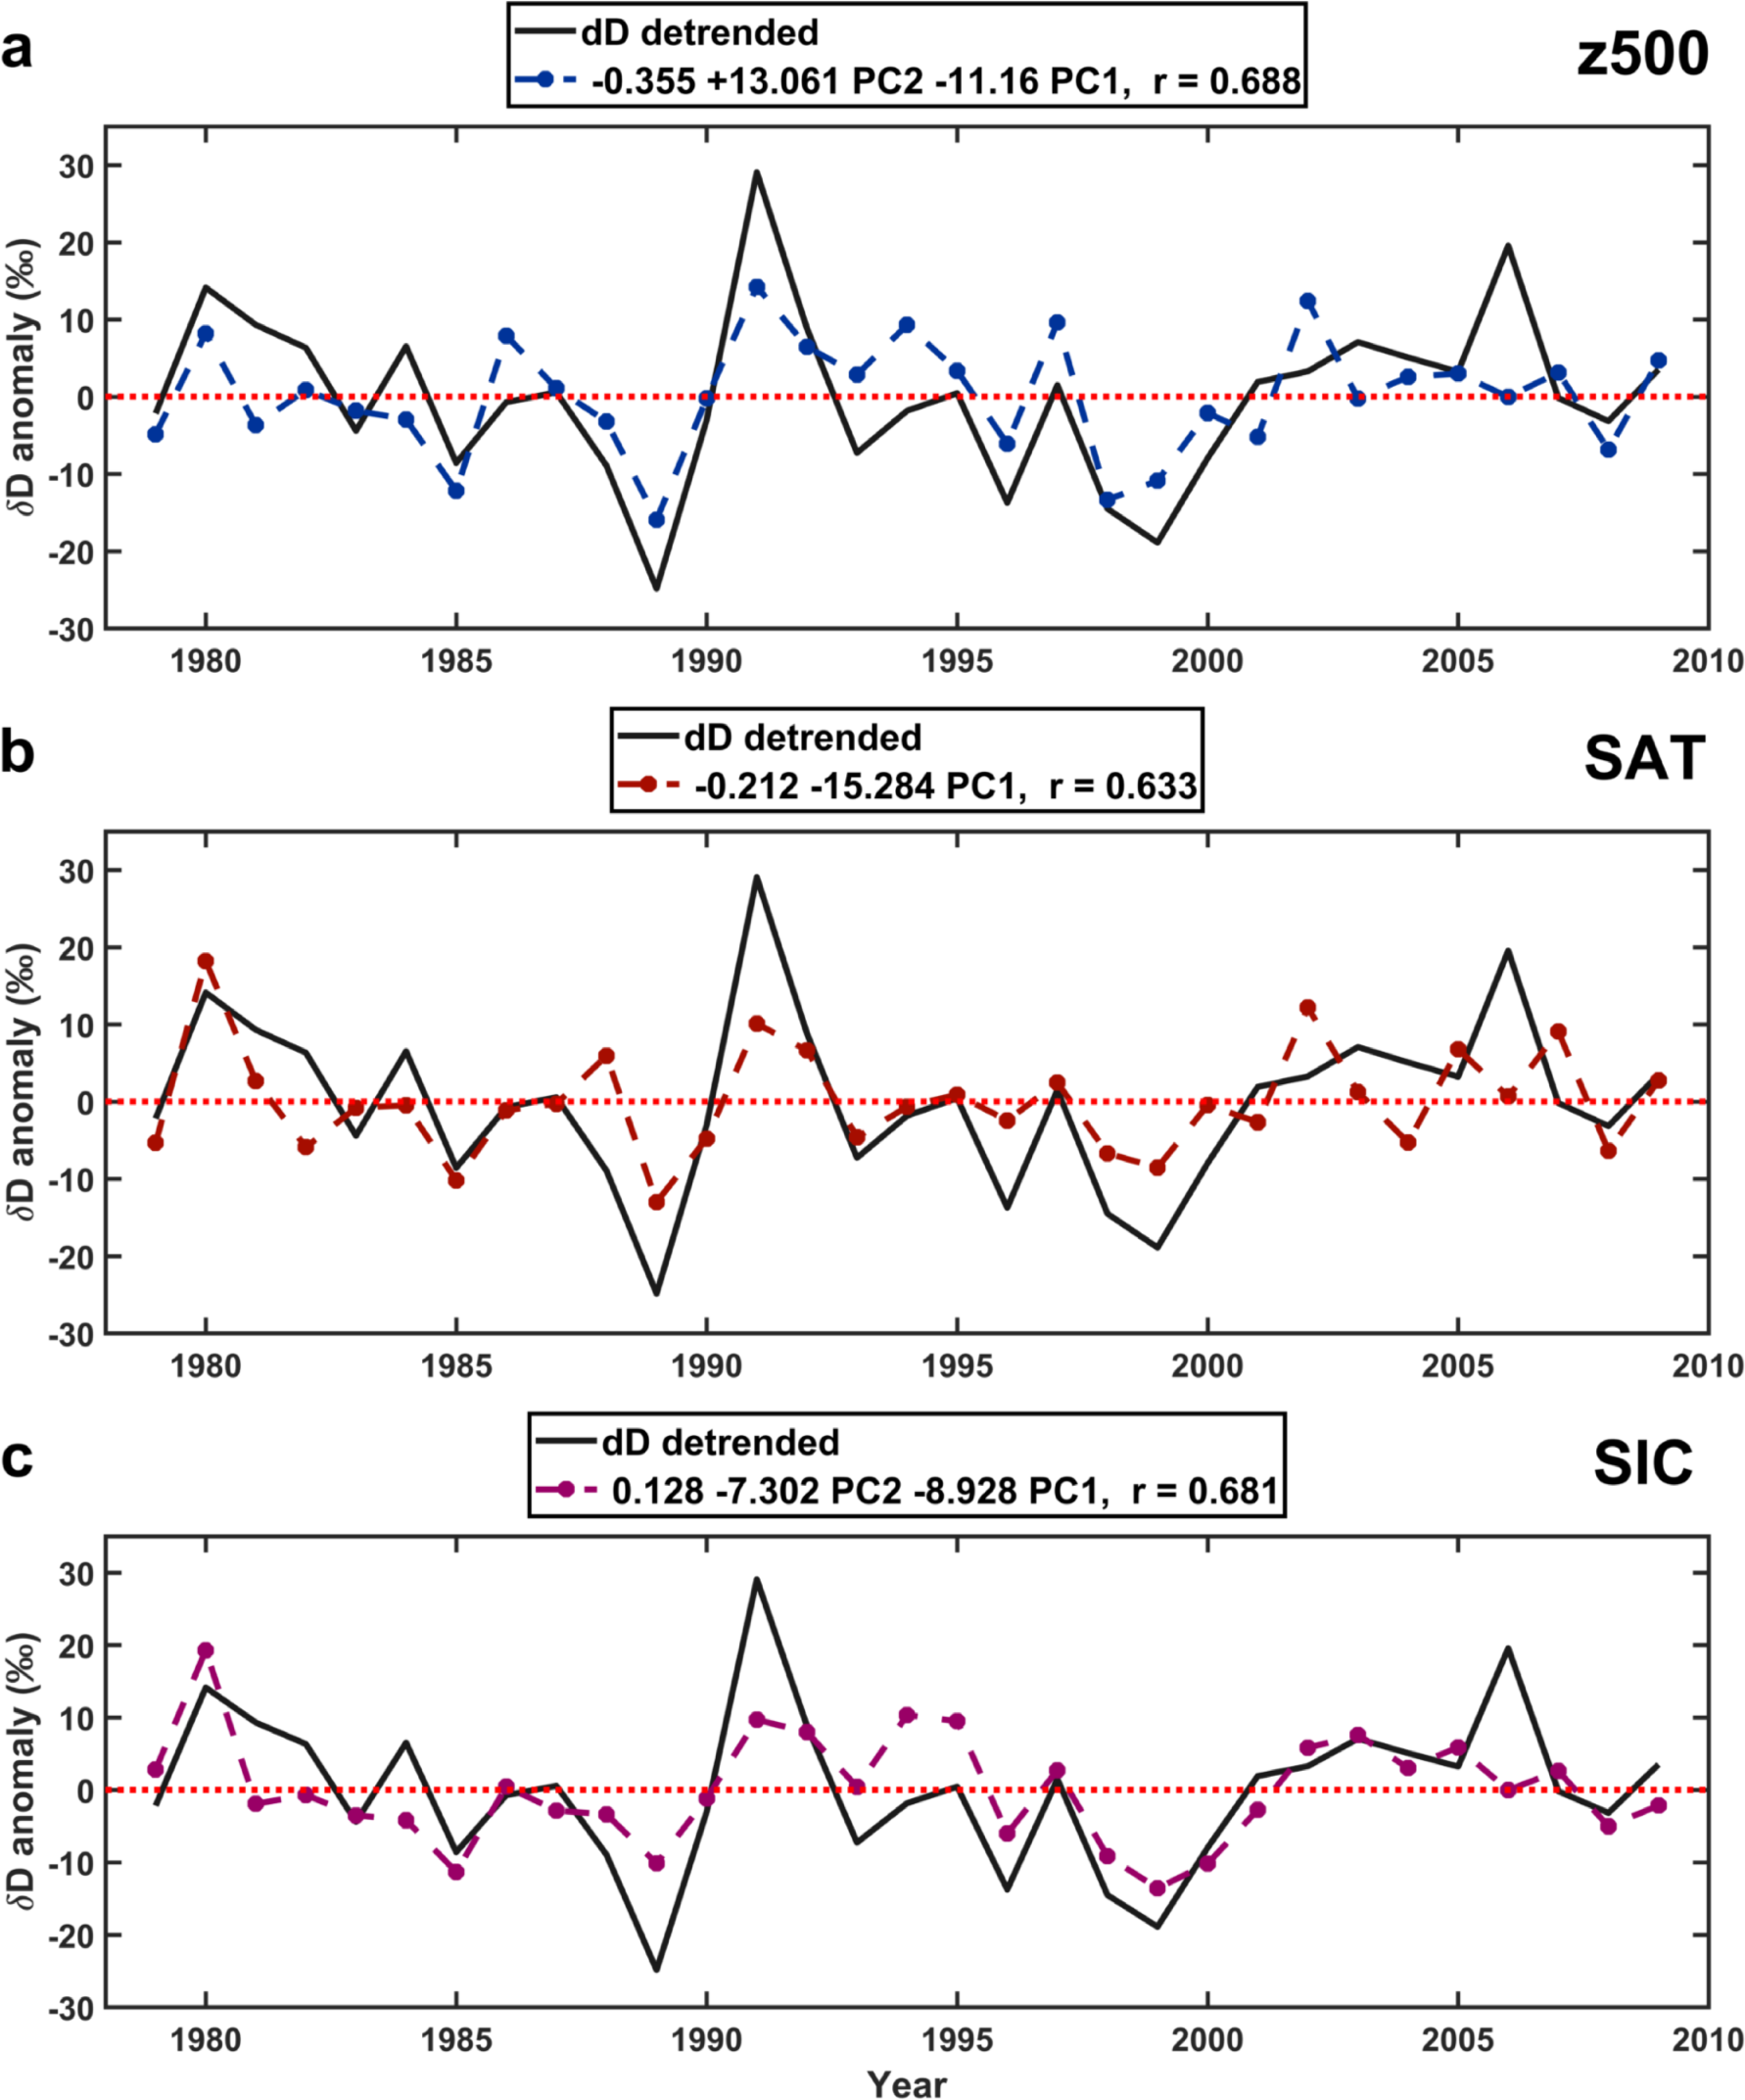 a
dD detrended
-0.355 +13.061 PC2 -11.16 PC1, r = 0.688
z500
30
20
10
0
-10
-20
-30
δD anomaly (‰)
1980 1985 1990 1995 2000 2005 2010
b
dD detrended
-0.212 -15.284 PC1, r = 0.633
SAT
30
20
10
0
-10
-20
-30
δD anomaly (‰)
1980 1985 1990 1995 2000 2005 2010
c
dD detrended
0.128 -7.302 PC2 -8.928 PC1, r = 0.681
SIC
30
20
10
0
-10
-20
-30
δD anomaly (‰)
1980 1985 1990 1995 2000 2005 2010
Year